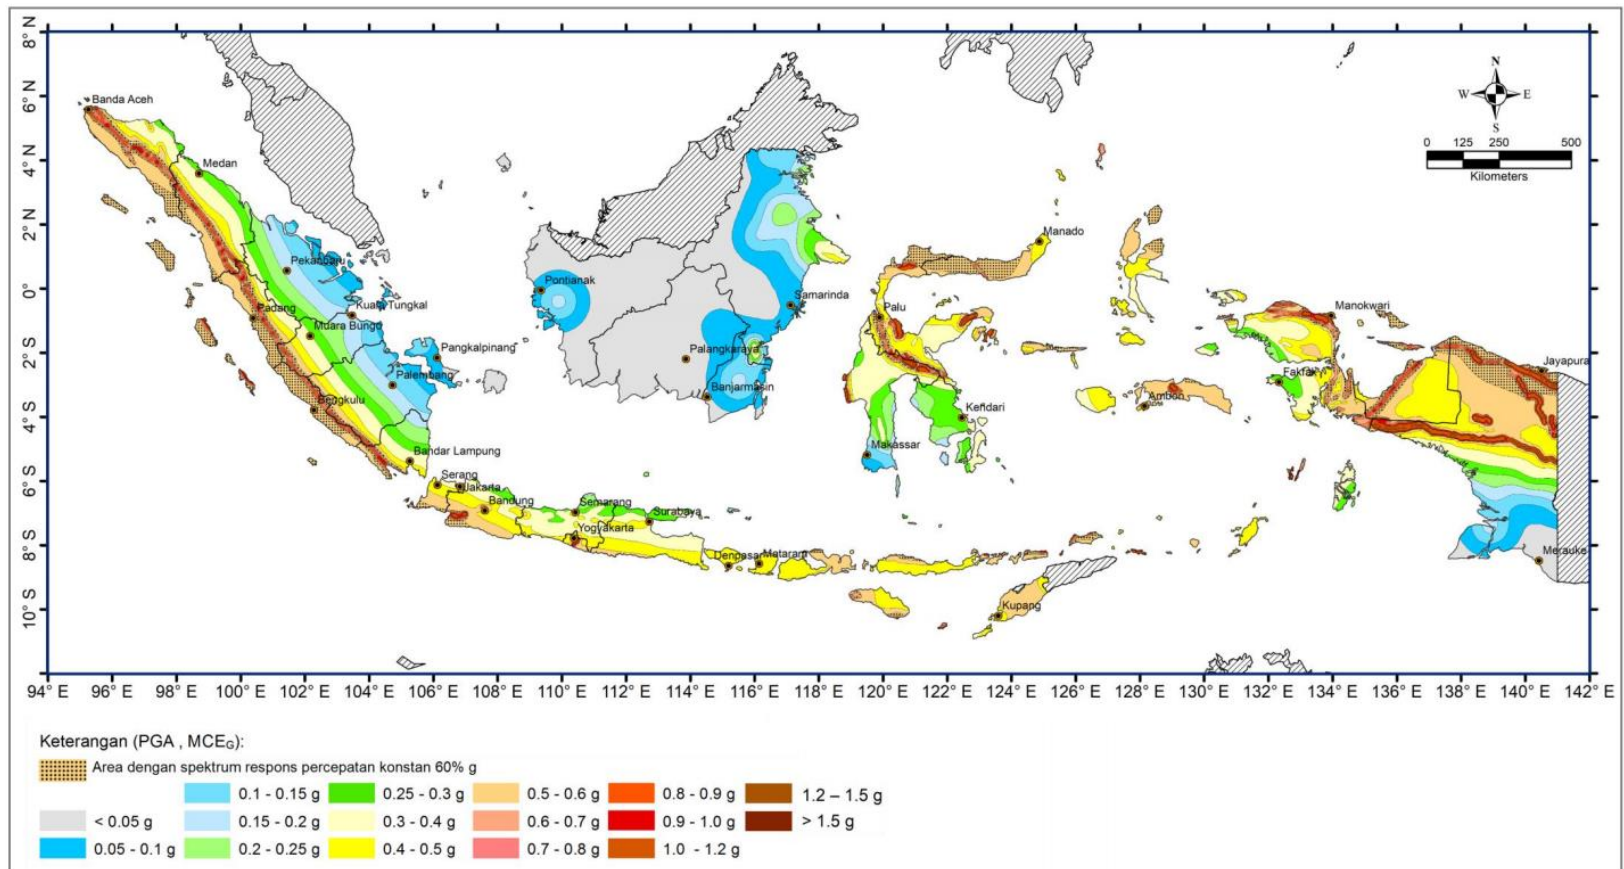 8° N
6° N
4° N
2° N
0°
2° S
4° S
6° S
8° S
10° S
94° E
96° E
98° E
100° E
102° E
104° E
106° E
108° E
110° E
112° E
114° E
116° E
118° E
120° E
122° E
124° E
126° E
128° E
130° E
132° E
134° E
136° E
138° E
140° E
142° E
N
W
E
S
0
125
250
500
Kilometers
Banda Aceh
Medan
Pekanbaru
Padang
Kuala Tungkal
Muara Bungo
Pangkalpinang
Palembang
Bengkulu
Bandar Lampung
Serang
Jakarta
Bandung
Semarang
Yogyakarta
Surabaya
Denpasar
Mataram
Kupang
Pontianak
Samarinda
Palangkaraya
Banjarmasin
Manado
Palu
Kendari
Makassar
Ambon
Fakfak
Manokwari
Jayapura
Merauke
Keterangan (PGA , MCEG):
Area dengan spektrum respons percepatan konstan 60% g
< 0.05 g
0.05 - 0.1 g
0.1 - 0.15 g
0.15 - 0.2 g
0.2 - 0.25 g
0.25 - 0.3 g
0.3 - 0.4 g
0.4 - 0.5 g
0.5 - 0.6 g
0.6 - 0.7 g
0.7 - 0.8 g
0.8 - 0.9 g
0.9 - 1.0 g
1.0 - 1.2 g
1.2 – 1.5 g
> 1.5 g